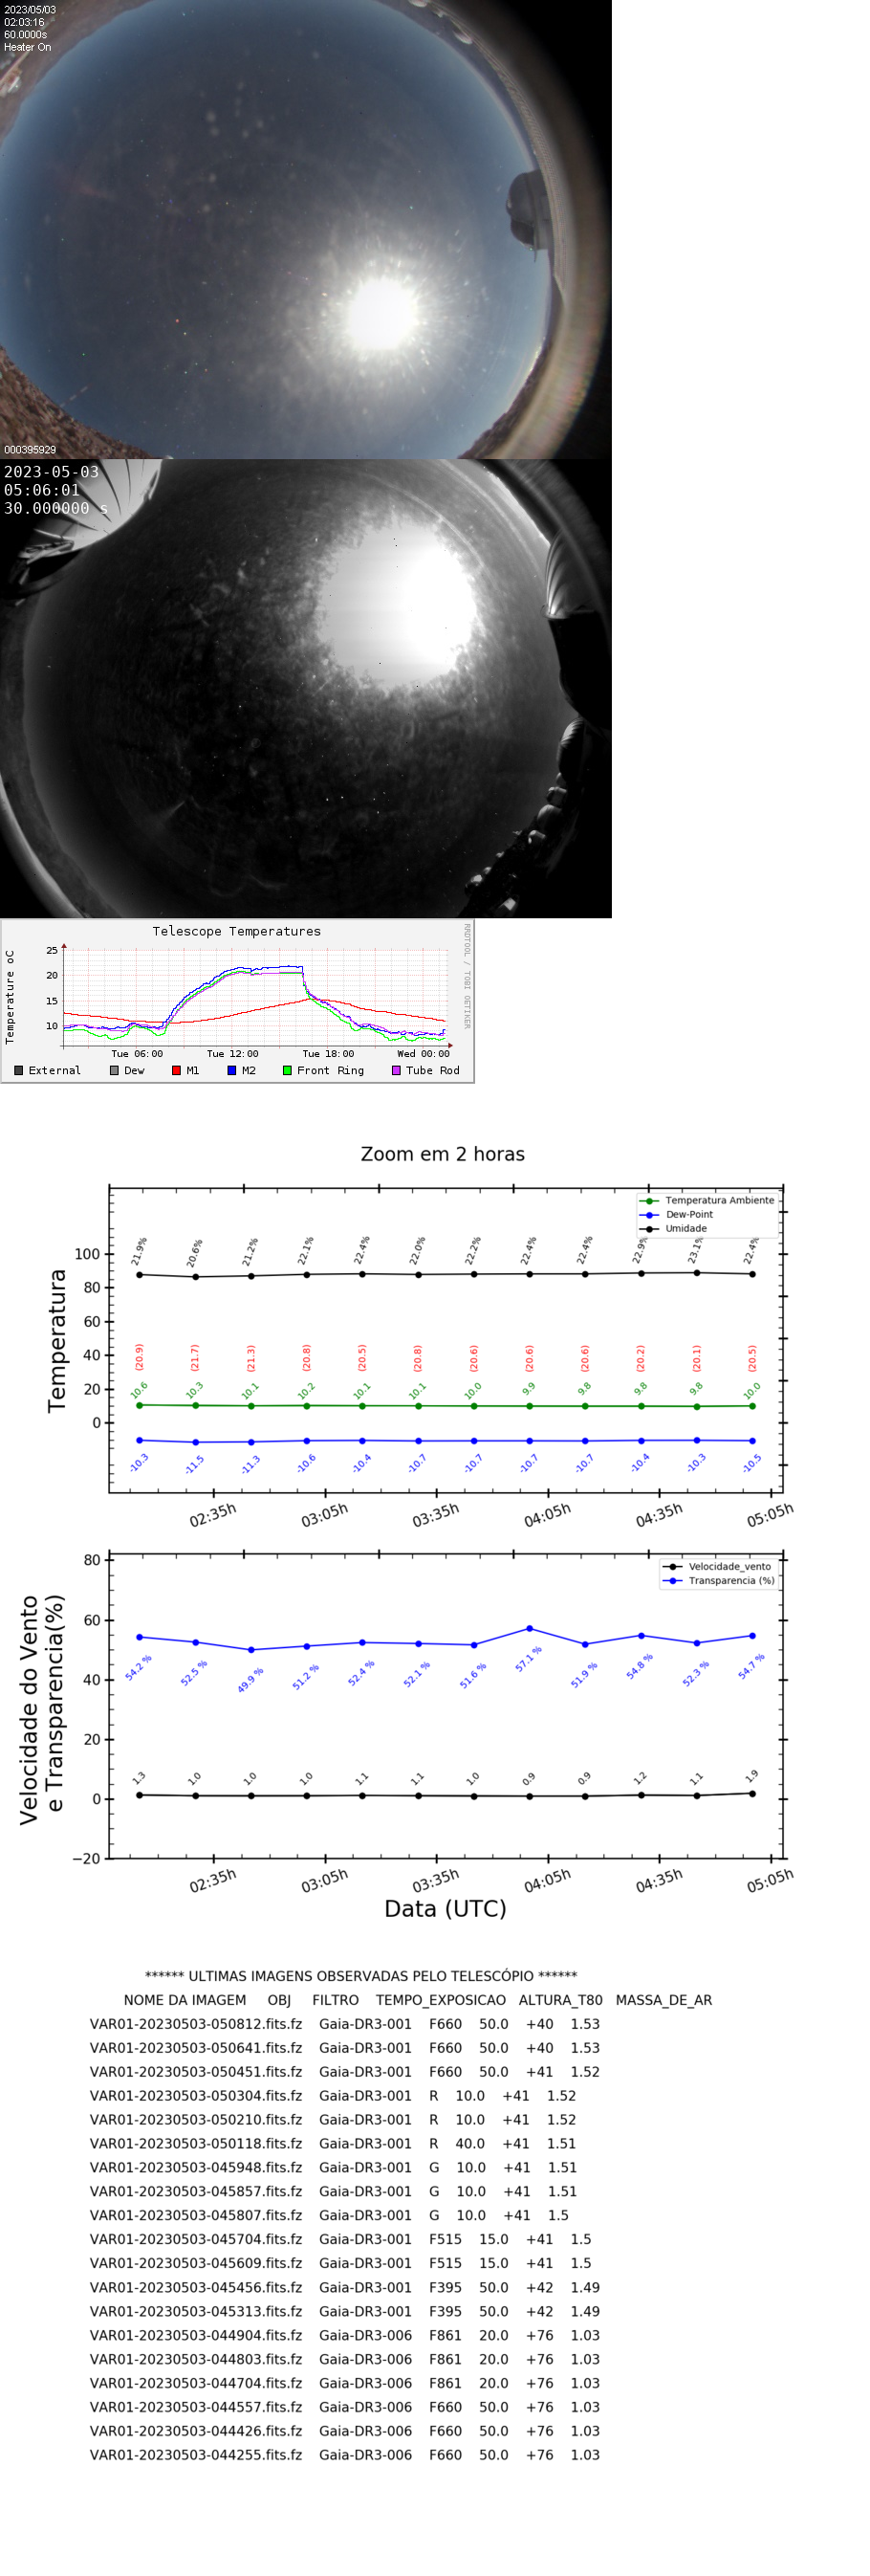 2023/05/03
02:03:16
60.0000s
Heater On
000395929
2023-05-03
05:06:01
30.000000 s
Telescope Temperatures
Temperature oC
RRDTOOL / TOBI OETIKER
25
20
15
10
Tue 06:00 Tue 12:00 Tue 18:00 Wed 00:00
External Dew M1 M2 Front Ring Tube Rod
Zoom em 2 horas
Temperatura Ambiente
Dew-Point
Umidade
Temperatura
100
80
60
40
20
0
21.9% 20.6% 21.2% 22.1% 22.4% 22.0% 22.2% 22.4% 22.4% 22.9% 23.1% 22.4%
(20.9) (21.7) (21.3) (20.8) (20.5) (20.8) (20.6) (20.6) (20.6) (20.2) (20.1) (20.5)
10.6 10.3 10.1 10.2 10.1 10.1 10.0 9.9 9.8 9.8 9.8 10.0
-10.3 -11.5 -11.3 -10.6 -10.4 -10.7 -10.7 -10.7 -10.7 -10.4 -10.3 -10.5
02:35h 03:05h 03:35h 04:05h 04:35h 05:05h
Velocidade_vento
Transparencia (%)
Velocidade do Vento
e Transparencia(%)
80
60
40
20
0
−20
54.2 % 52.5 % 49.9 % 51.2 % 52.4 % 52.1 % 51.6 % 57.1 % 51.9 % 54.8 % 52.3 % 54.7 %
1.3 1.0 1.0 1.0 1.1 1.1 1.0 0.9 0.9 1.2 1.1 1.9
02:35h 03:05h 03:35h 04:05h 04:35h 05:05h
Data (UTC)
****** ULTIMAS IMAGENS OBSERVADAS PELO TELESCÓPIO ******
NOME DA IMAGEM OBJ FILTRO TEMPO_EXPOSICAO ALTURA_T80 MASSA_DE_AR
VAR01-20230503-050812.fits.fz Gaia-DR3-001 F660 50.0 +40 1.53
VAR01-20230503-050641.fits.fz Gaia-DR3-001 F660 50.0 +40 1.53
VAR01-20230503-050451.fits.fz Gaia-DR3-001 F660 50.0 +41 1.52
VAR01-20230503-050304.fits.fz Gaia-DR3-001 R 10.0 +41 1.52
VAR01-20230503-050210.fits.fz Gaia-DR3-001 R 10.0 +41 1.52
VAR01-20230503-050118.fits.fz Gaia-DR3-001 R 40.0 +41 1.51
VAR01-20230503-045948.fits.fz Gaia-DR3-001 G 10.0 +41 1.51
VAR01-20230503-045857.fits.fz Gaia-DR3-001 G 10.0 +41 1.51
VAR01-20230503-045807.fits.fz Gaia-DR3-001 G 10.0 +41 1.5
VAR01-20230503-045704.fits.fz Gaia-DR3-001 F515 15.0 +41 1.5
VAR01-20230503-045609.fits.fz Gaia-DR3-001 F515 15.0 +41 1.5
VAR01-20230503-045456.fits.fz Gaia-DR3-001 F395 50.0 +42 1.49
VAR01-20230503-045313.fits.fz Gaia-DR3-001 F395 50.0 +42 1.49
VAR01-20230503-044904.fits.fz Gaia-DR3-006 F861 20.0 +76 1.03
VAR01-20230503-044803.fits.fz Gaia-DR3-006 F861 20.0 +76 1.03
VAR01-20230503-044704.fits.fz Gaia-DR3-006 F861 20.0 +76 1.03
VAR01-20230503-044557.fits.fz Gaia-DR3-006 F660 50.0 +76 1.03
VAR01-20230503-044426.fits.fz Gaia-DR3-006 F660 50.0 +76 1.03
VAR01-20230503-044255.fits.fz Gaia-DR3-006 F660 50.0 +76 1.03